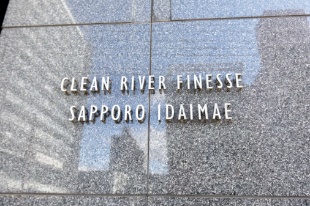 CLEAN RIVER FINESSE
SAPPORO IDAIMAE